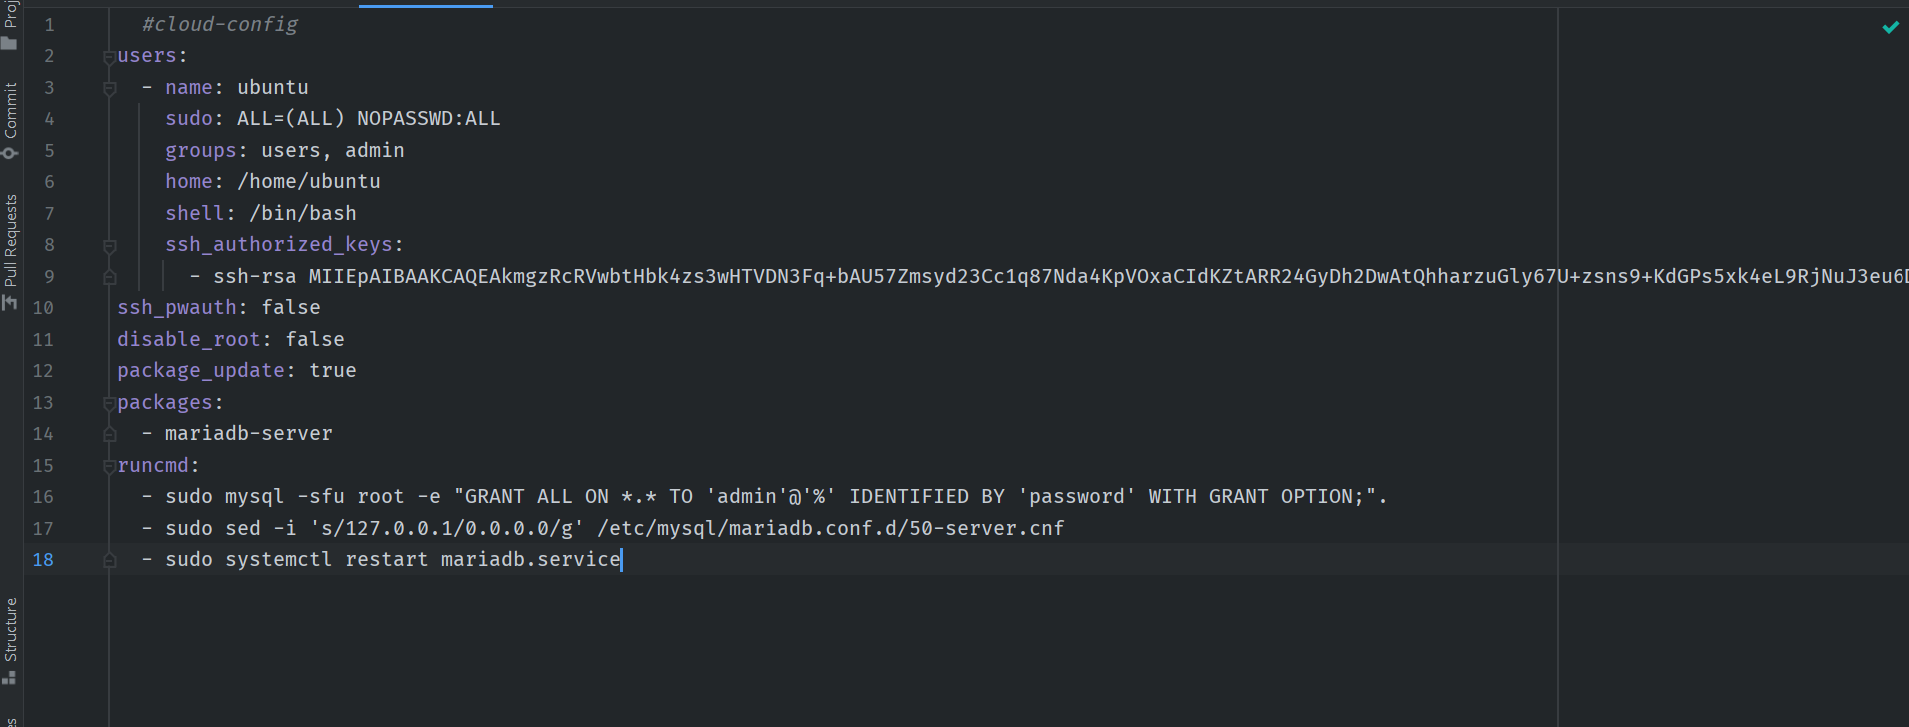 Proj
Commit
Pull Requests
Structure
1 #cloud-config
2 users:
3 - name: ubuntu
4 sudo: ALL=(ALL) NOPASSWD:ALL
5 groups: users, admin
6 home: /home/ubuntu
7 shell: /bin/bash
8 ssh_authorized_keys:
9 - ssh-rsa MIIEpAIBAAKCAQEAkmgzRcRVwbtHbk4zs3wHTVDN3Fq+bAU57Zmsyd23Cc1q87Nda4KpVOxaCIdKZtARR24GyDh2DwAtQhharzuGly67U+zsns9+KdGPs5xk4eL9RjNuJ3eu6D
10 ssh_pwauth: false
11 disable_root: false
12 package_update: true
13 packages:
14 - mariadb-server
15 runcmd:
16 - sudo mysql -sfu root -e "GRANT ALL ON *.* TO 'admin'@'%' IDENTIFIED BY 'password' WITH GRANT OPTION;".
17 - sudo sed -i 's/127.0.0.1/0.0.0.0/g' /etc/mysql/mariadb.conf.d/50-server.cnf
18 - sudo systemctl restart mariadb.service